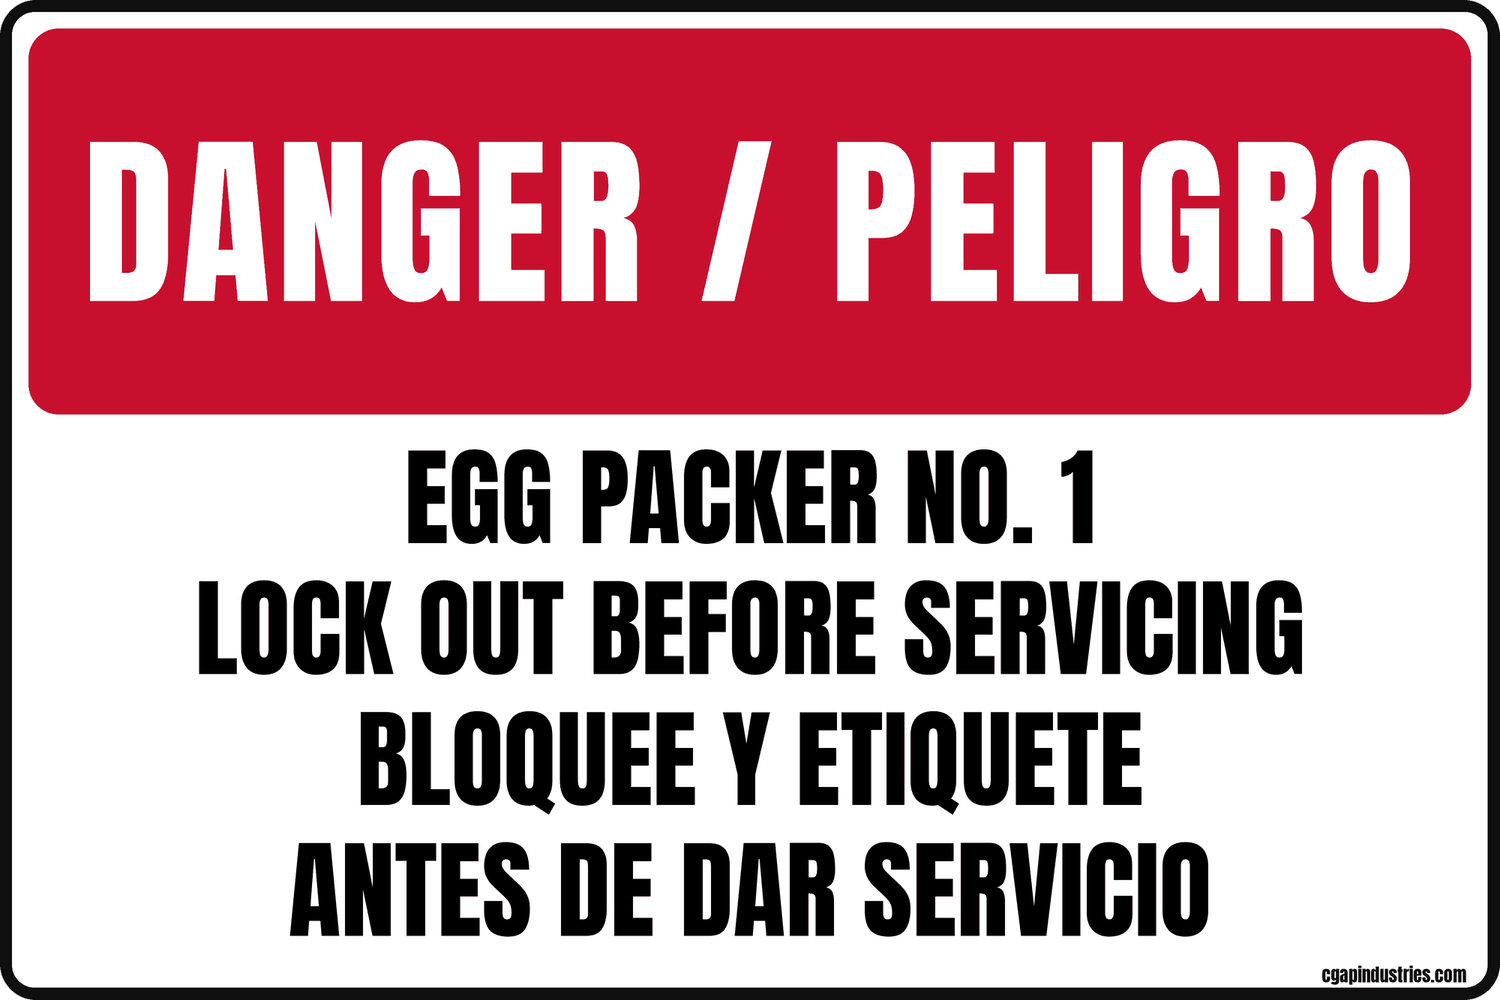 DANGER / PELIGRO
EGG PACKER NO. 1
LOCK OUT BEFORE SERVICING
BLOQUEE Y ETIQUETE
ANTES DE DAR SERVICIO
cgapindustries.com